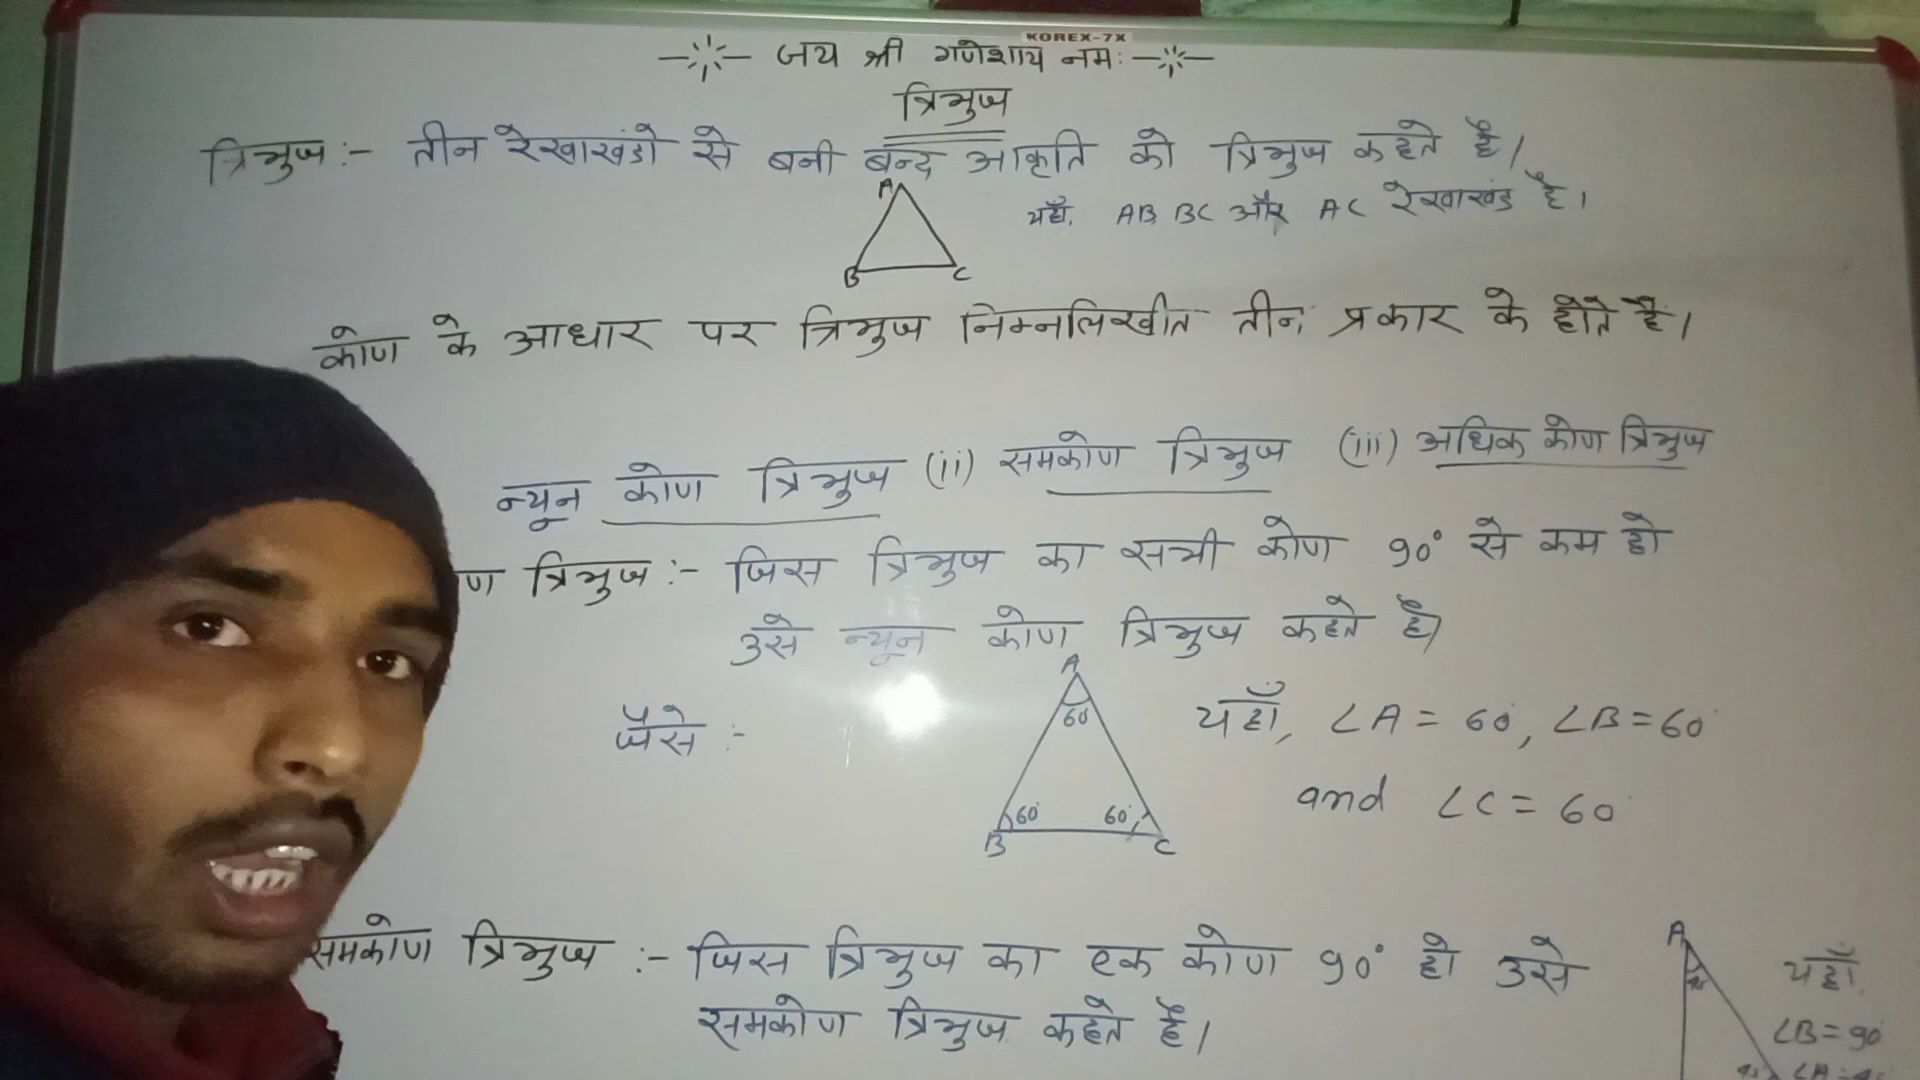 KOREX-7X
जय श्री गणेशाय नमः
त्रिभुज
त्रिभुज :- तीन रेखाखंडो से बनी बन्द आकृति को त्रिभुज कहते है।
A
यहाँ, AB, BC और AC रेखाखंड है।
B C
कोण के आधार पर त्रिभुज निम्नलिखीत तीन प्रकार के होते है।
न्यून कोण त्रिभुज (ii) समकोण त्रिभुज (iii) अधिक कोण त्रिभुज
ण त्रिभुज :- जिस त्रिभुज का सभी कोण 90° से कम हो
उसे न्यून कोण त्रिभुज कहते है।
A
जैसे :- 60° यहाँ, ∠A = 60°, ∠B = 60°
60° 60° and ∠C = 60°
B C
समकोण त्रिभुज :- जिस त्रिभुज का एक कोण 90° हो उसे
समकोण त्रिभुज कहते है।
A
यहाँ,
∠B = 90°
∠A =